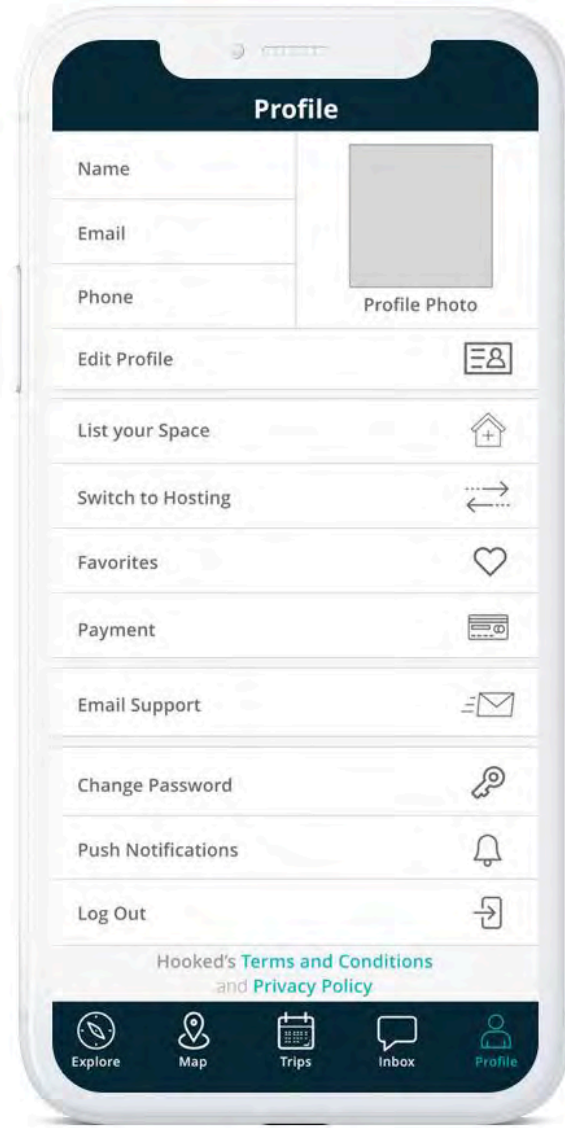 Profile
Name
Email
Phone
Profile Photo
Edit Profile
List your Space
Switch to Hosting
Favorites
Payment
Email Support
Change Password
Push Notifications
Log Out
Hooked's Terms and Conditions
and Privacy Policy
Explore
Map
Trips
Inbox
Profile